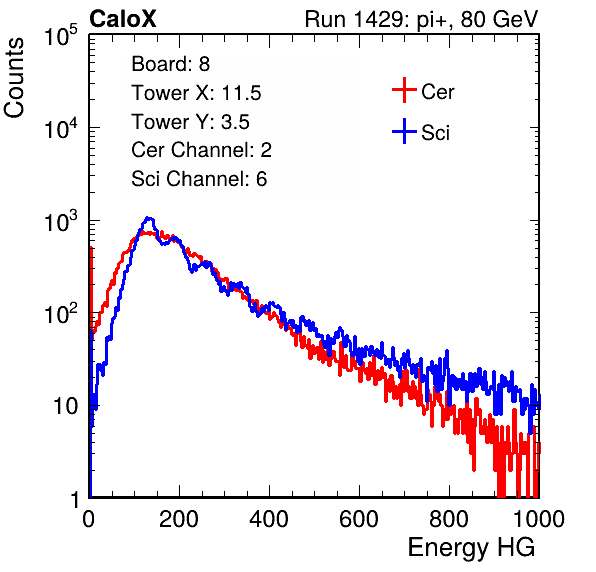 CaloX Run 1429: pi+, 80 GeV
Counts
Board: 8
Tower X: 11.5
Tower Y: 3.5
Cer Channel: 2
Sci Channel: 6
Cer
Sci
10^5
10^4
10^3
10^2
10
1
0 200 400 600 800 1000
Energy HG